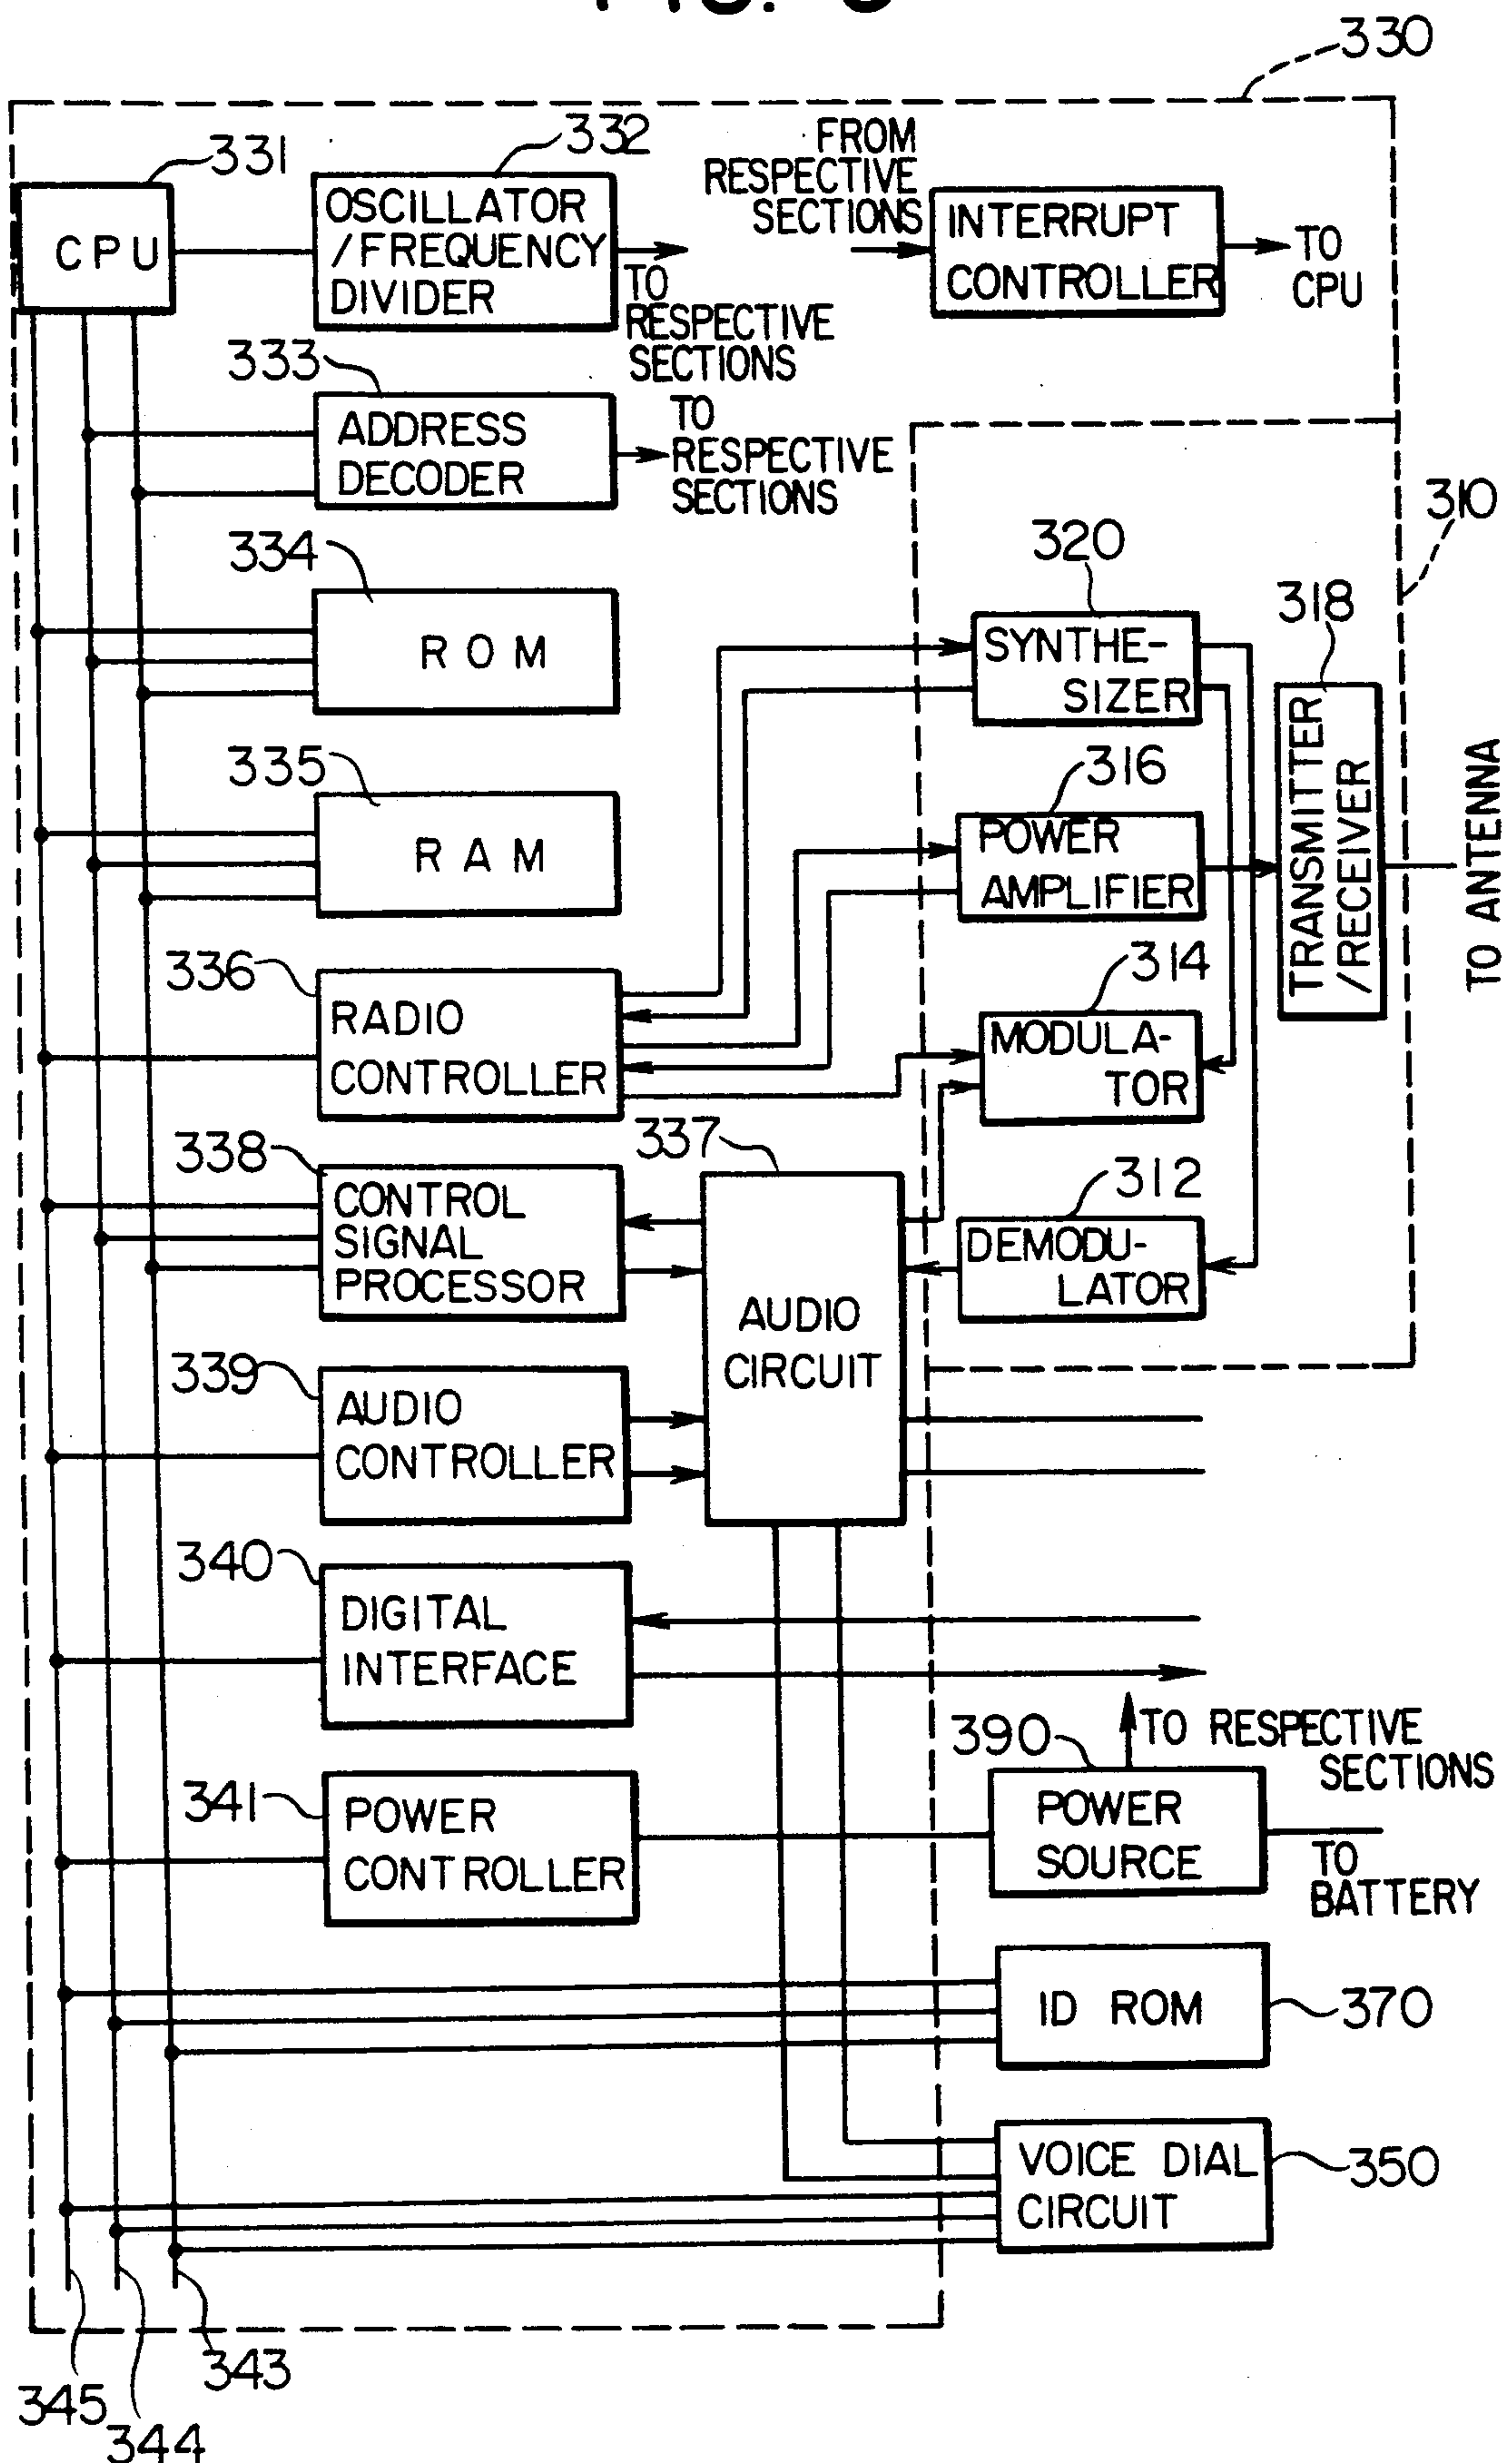 330
331
CPU
332
OSCILLATOR
/FREQUENCY
DIVIDER
TO
RESPECTIVE
SECTIONS
FROM
RESPECTIVE
SECTIONS
INTERRUPT
CONTROLLER
TO
CPU
333
ADDRESS
DECODER
TO
RESPECTIVE
SECTIONS
310
334
ROM
320
SYNTHE-
SIZER
318
TRANSMITTER
/RECEIVER
TO ANTENNA
335
RAM
316
POWER
AMPLIFIER
336
RADIO
CONTROLLER
314
MODULA-
TOR
338
CONTROL
SIGNAL
PROCESSOR
337
AUDIO
CIRCUIT
312
DEMODU-
LATOR
339
AUDIO
CONTROLLER
340
DIGITAL
INTERFACE
341
POWER
CONTROLLER
390
POWER
SOURCE
TO RESPECTIVE
SECTIONS
TO
BATTERY
ID ROM
370
VOICE DIAL
CIRCUIT
350
343
345
344